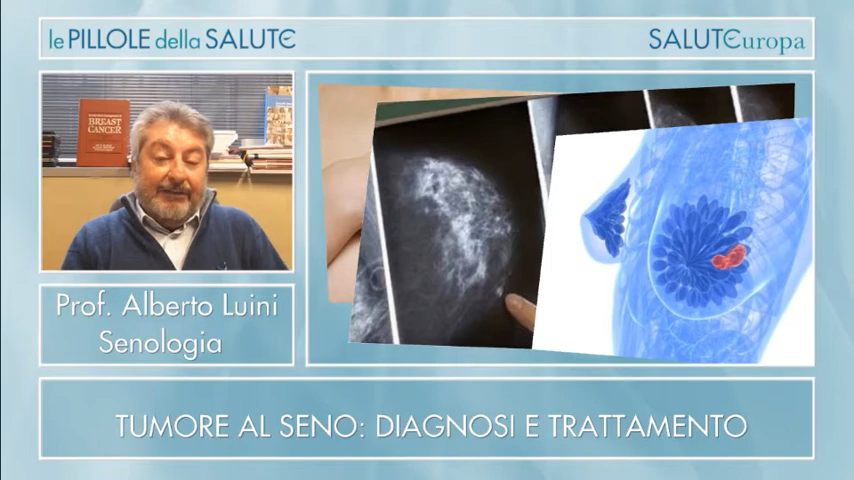 le PILLOLE della SALUTE
SALUTEuropa
BREAST
CANCER
Prof. Alberto Luini
Senologia
TUMORE AL SENO: DIAGNOSI E TRATTAMENTO